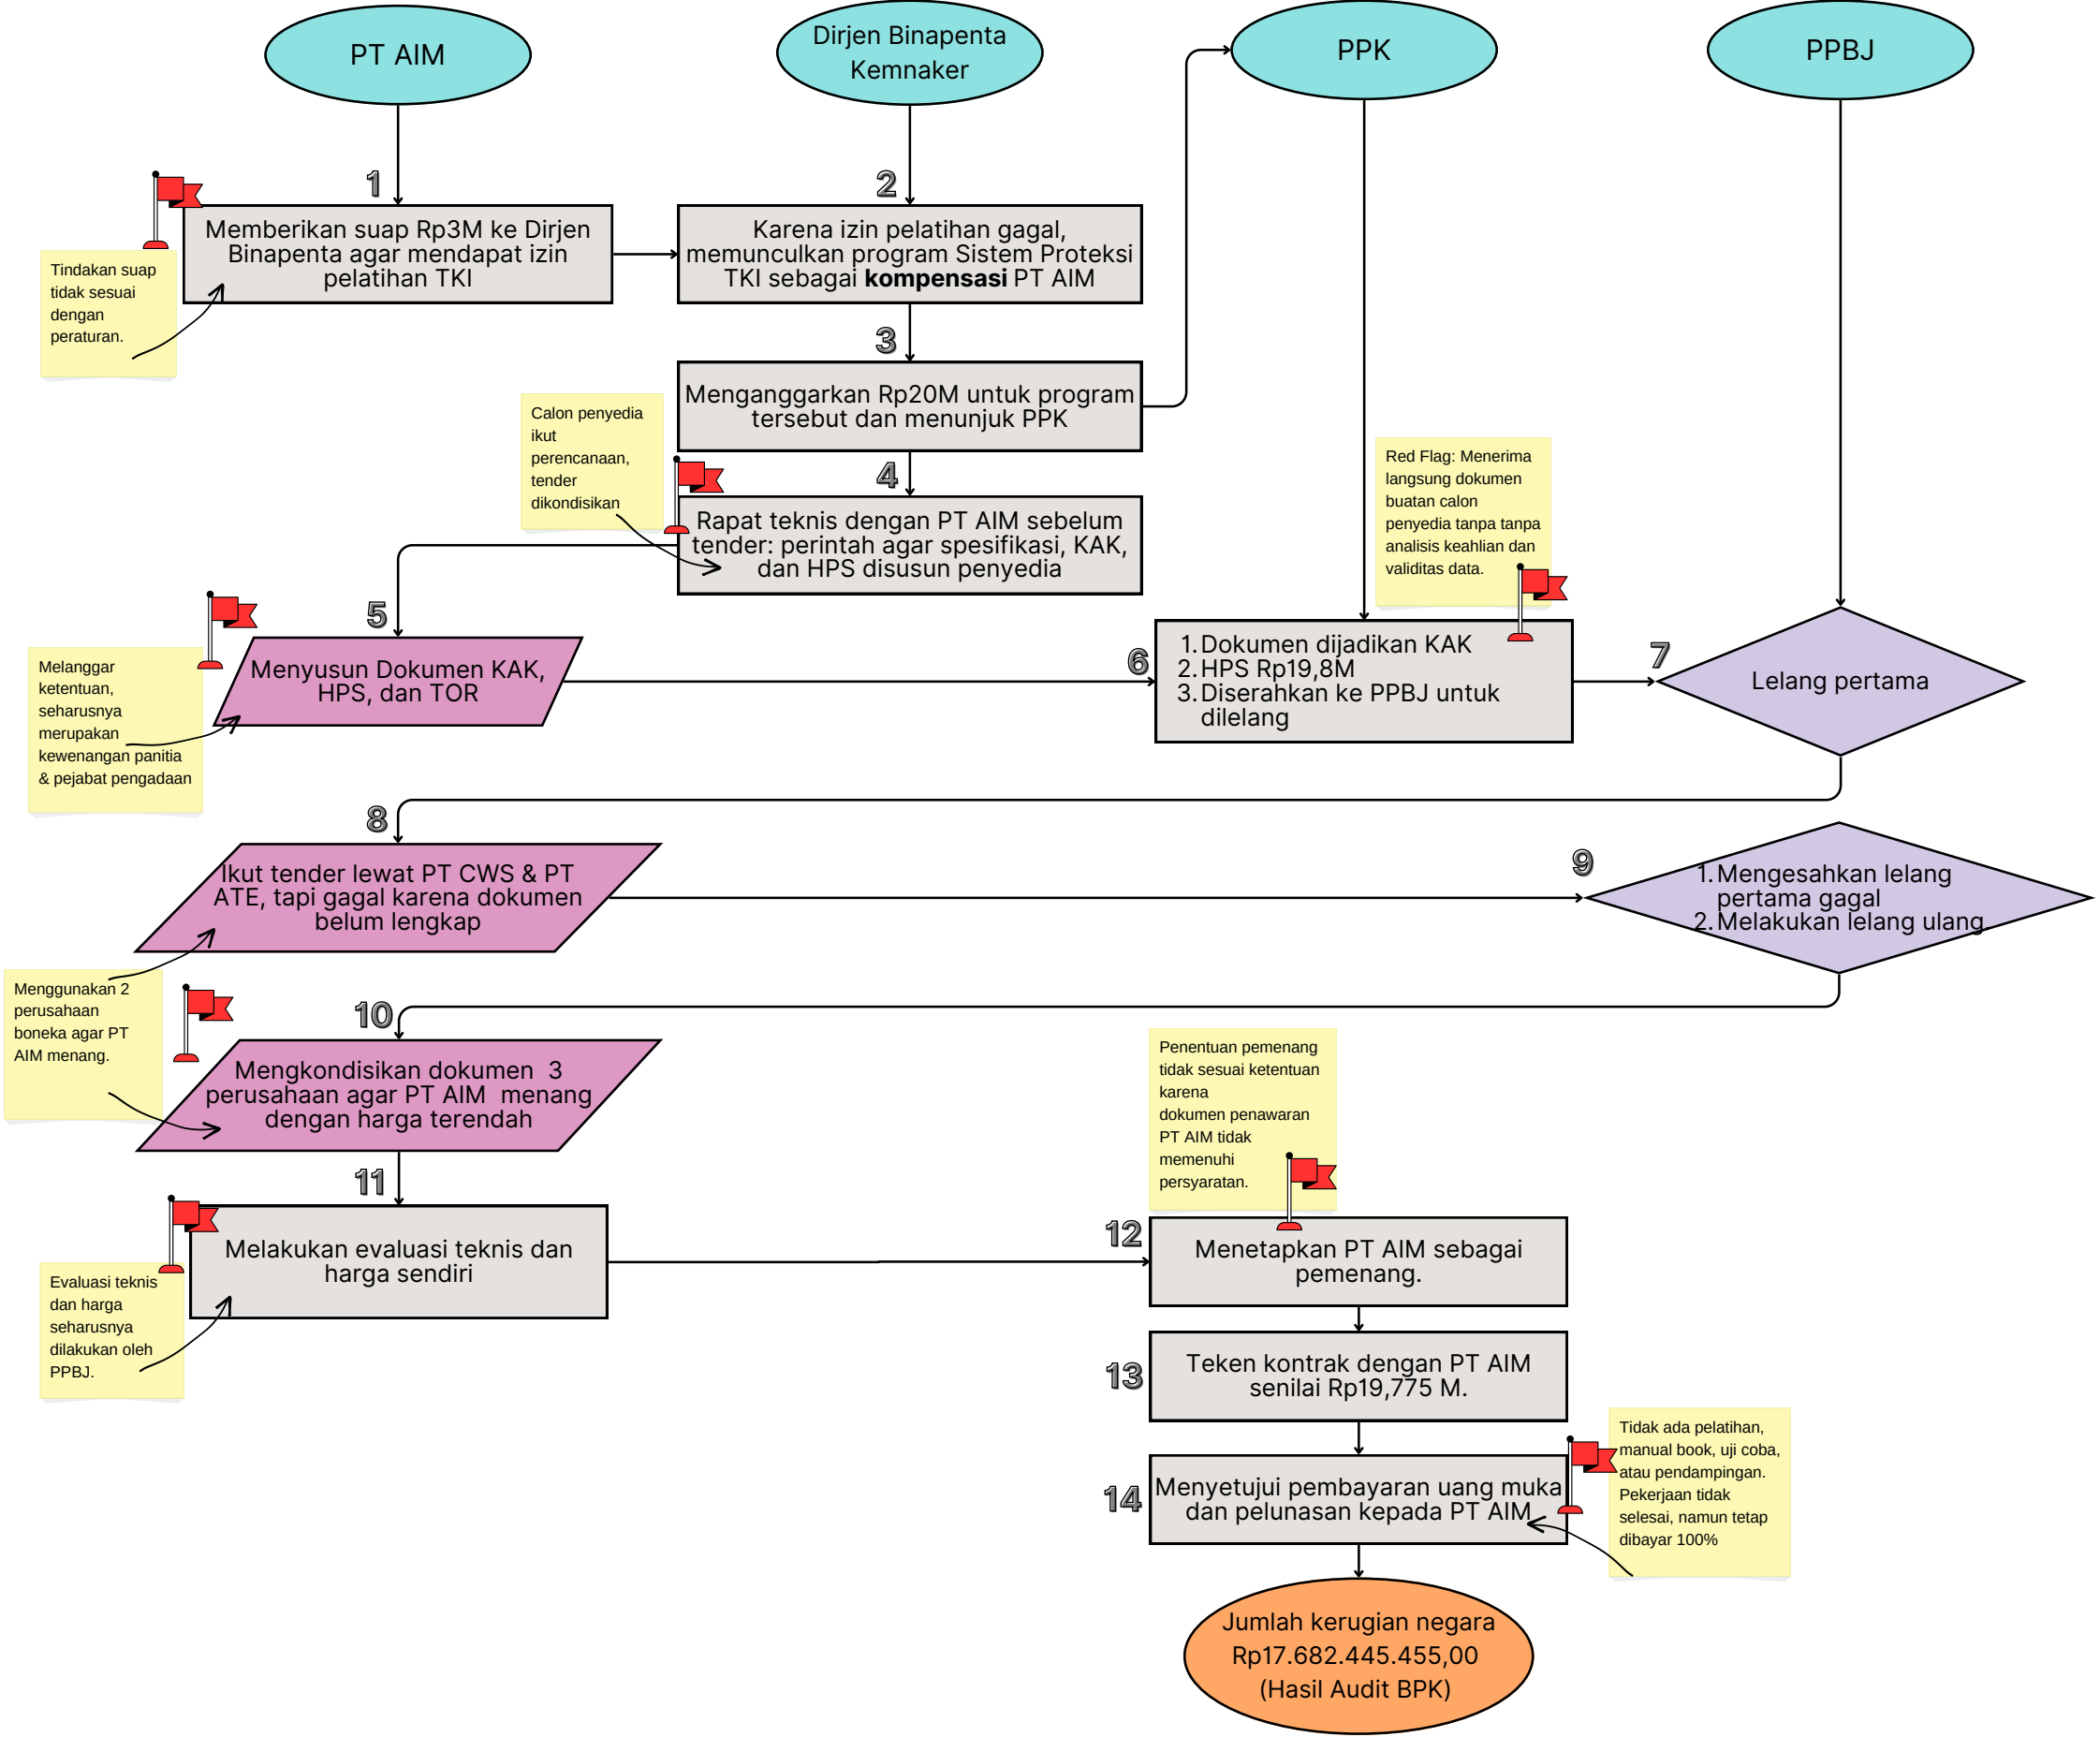 PT AIM
Dirjen Binapenta
Kemnaker
PPK
PPBJ
1
Memberikan suap Rp3M ke Dirjen
Binapenta agar mendapat izin
pelatihan TKI
Tindakan suap
tidak sesuai
dengan
peraturan.
2
Karena izin pelatihan gagal,
memunculkan program Sistem Proteksi
TKI sebagai kompensasi PT AIM
3
Menganggarkan Rp20M untuk program
tersebut dan menunjuk PPK
Calon penyedia
ikut
perencanaan,
tender
dikondisikan
4
Rapat teknis dengan PT AIM sebelum
tender: perintah agar spesifikasi, KAK,
dan HPS disusun penyedia
Red Flag: Menerima
langsung dokumen
buatan calon
penyedia tanpa tanpa
analisis keahlian dan
validitas data.
5
Menyusun Dokumen KAK,
HPS, dan TOR
Melanggar
ketentuan,
seharusnya
merupakan
kewenangan panitia
& pejabat pengadaan
6
1. Dokumen dijadikan KAK
2. HPS Rp19,8M
3. Diserahkan ke PPBJ untuk
dilelang
7
Lelang pertama
8
Ikut tender lewat PT CWS & PT
ATE, tapi gagal karena dokumen
belum lengkap
9
1. Mengesahkan lelang
pertama gagal
2. Melakukan lelang ulang.
Menggunakan 2
perusahaan
boneka agar PT
AIM menang.
10
Mengkondisikan dokumen 3
perusahaan agar PT AIM menang
dengan harga terendah
11
Melakukan evaluasi teknis dan
harga sendiri
Evaluasi teknis
dan harga
seharusnya
dilakukan oleh
PPBJ.
Penentuan pemenang
tidak sesuai ketentuan
karena
dokumen penawaran
PT AIM tidak
memenuhi
persyaratan.
12
Menetapkan PT AIM sebagai
pemenang.
13
Teken kontrak dengan PT AIM
senilai Rp19,775 M.
14
Menyetujui pembayaran uang muka
dan pelunasan kepada PT AIM
Tidak ada pelatihan,
manual book, uji coba,
atau pendampingan.
Pekerjaan tidak
selesai, namun tetap
dibayar 100%
Jumlah kerugian negara
Rp17.682.445.455,00
(Hasil Audit BPK)